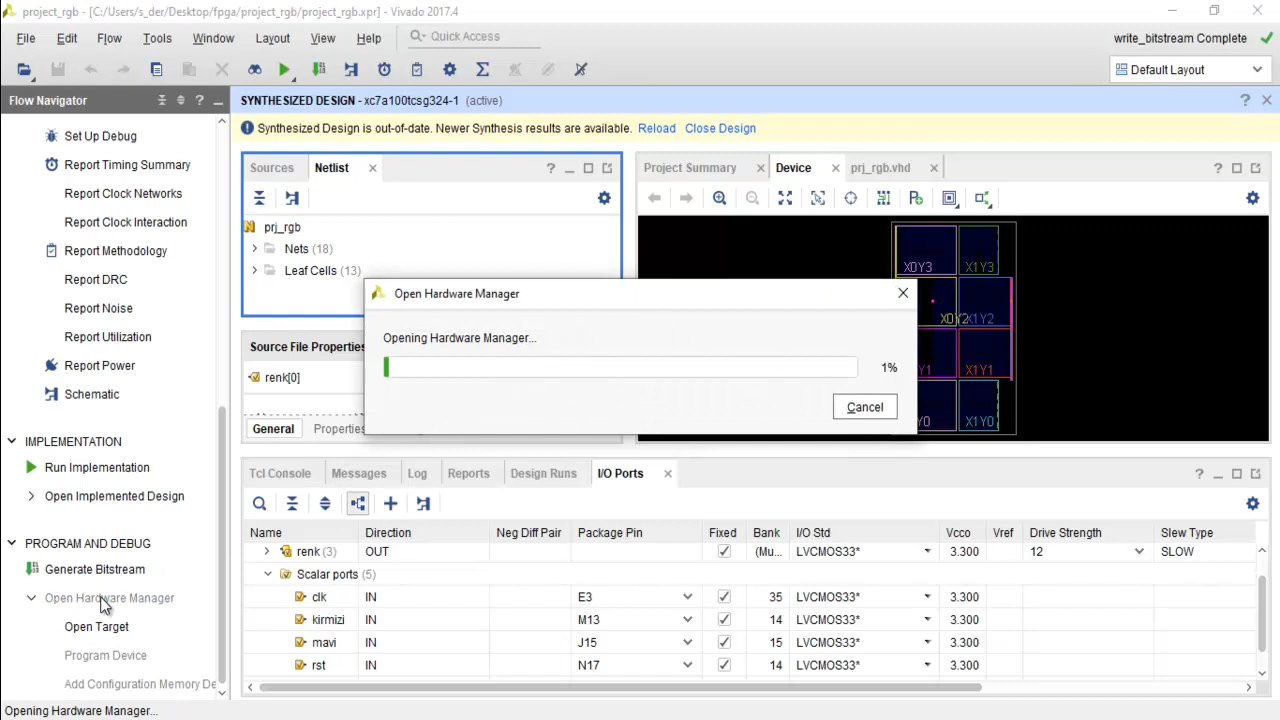 project_rgb - [C:/Users/s_der/Desktop/fpga/project_rgb/project_rgb.xpr] - Vivado 2017.4
File Edit Flow Tools Window Layout View Help Quick Access write_bitstream Complete
Default Layout
Flow Navigator
SYNTHESIZED DESIGN - xc7a100tcsg324-1 (active)
Synthesized Design is out-of-date. Newer Synthesis results are available. Reload Close Design
Set Up Debug
Report Timing Summary
Report Clock Networks
Report Clock Interaction
Report Methodology
Report DRC
Report Noise
Report Utilization
Report Power
Schematic
IMPLEMENTATION
Run Implementation
Open Implemented Design
PROGRAM AND DEBUG
Generate Bitstream
Open Hardware Manager
Open Target
Program Device
Add Configuration Memory De
Sources Netlist
prj_rgb
Nets (18)
Leaf Cells (13)
Source File Properties
renk[0]
General Properties
Project Summary Device prj_rgb.vhd
X0Y3 X1Y3
X0Y2 X1Y2
Y1 X1Y1
Y0 X1Y0
Open Hardware Manager
Opening Hardware Manager...
1%
Cancel
Tcl Console Messages Log Reports Design Runs I/O Ports
Name Direction Neg Diff Pair Package Pin Fixed Bank I/O Std Vcco Vref Drive Strength Slew Type
renk (3) OUT (Mu... LVCMOS33* 3.300 12 SLOW
Scalar ports (5)
clk IN E3 35 LVCMOS33* 3.300
kirmizi IN M13 14 LVCMOS33* 3.300
mavi IN J15 15 LVCMOS33* 3.300
rst IN N17 14 LVCMOS33* 3.300
Opening Hardware Manager...